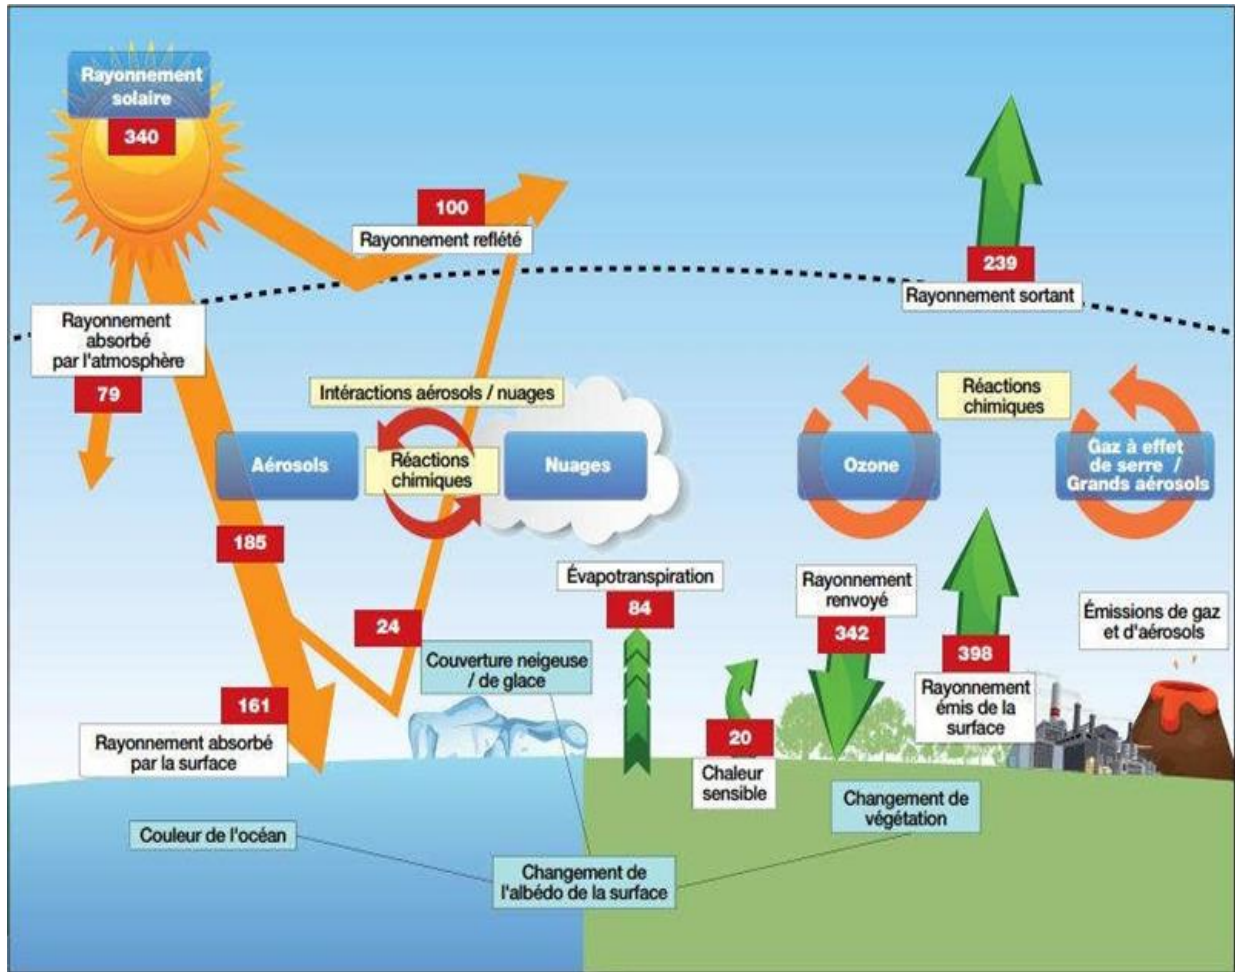 Rayonnement
solaire
340
100
Rayonnement reflété
239
Rayonnement sortant
Rayonnement
absorbé
par l'atmosphère
79
Intéractions aérosols / nuages
Aérosols
Réactions
chimiques
Nuages
Ozone
Réactions
chimiques
Gaz à effet
de serre /
Grands aérosols
185
24
161
Rayonnement absorbé
par la surface
Couverture neigeuse
/ de glace
Évapotranspiration
84
20
Chaleur
sensible
Rayonnement
renvoyé
342
398
Rayonnement
émis de la
surface
Émissions de gaz
et d'aérosols
Couleur de l'océan
Changement de
l'albédo de la surface
Changement de
végétation